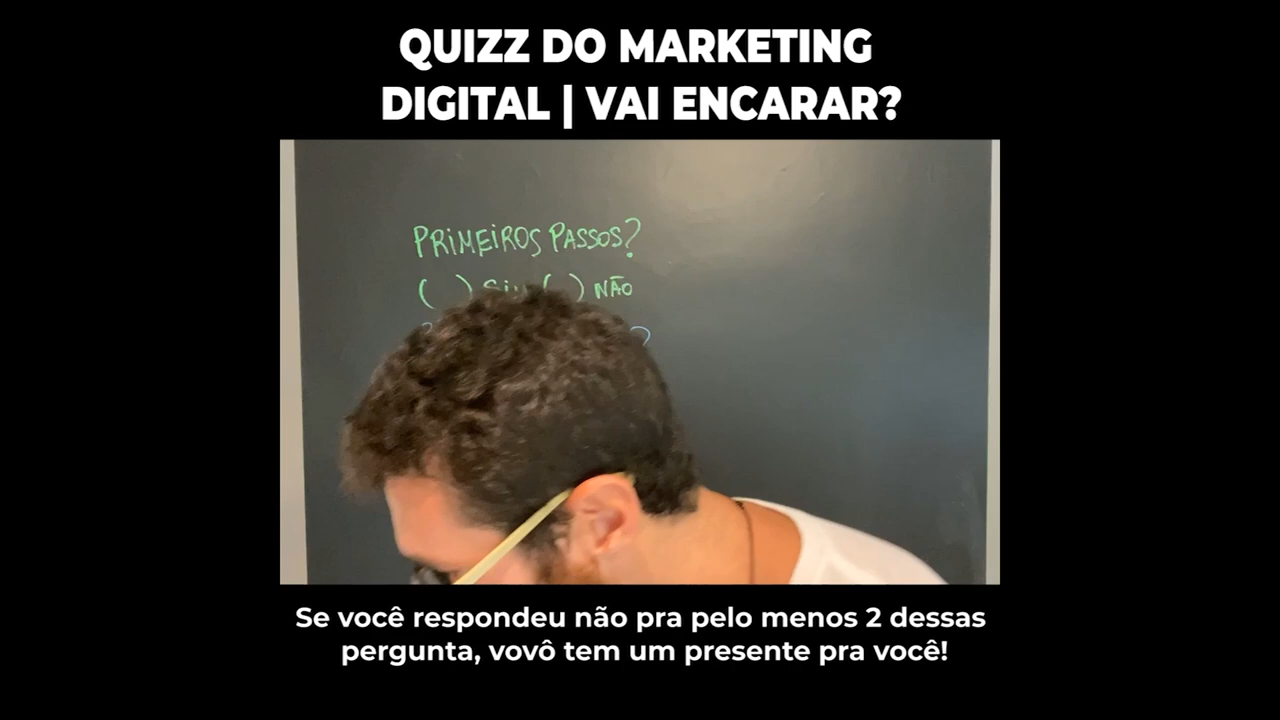 QUIZZ DO MARKETING
DIGITAL | VAI ENCARAR?
PRIMEIROS PASSOS?
( ) ( ) NÃO
?
Se você respondeu não pra pelo menos 2 dessas
pergunta, vovô tem um presente pra você!